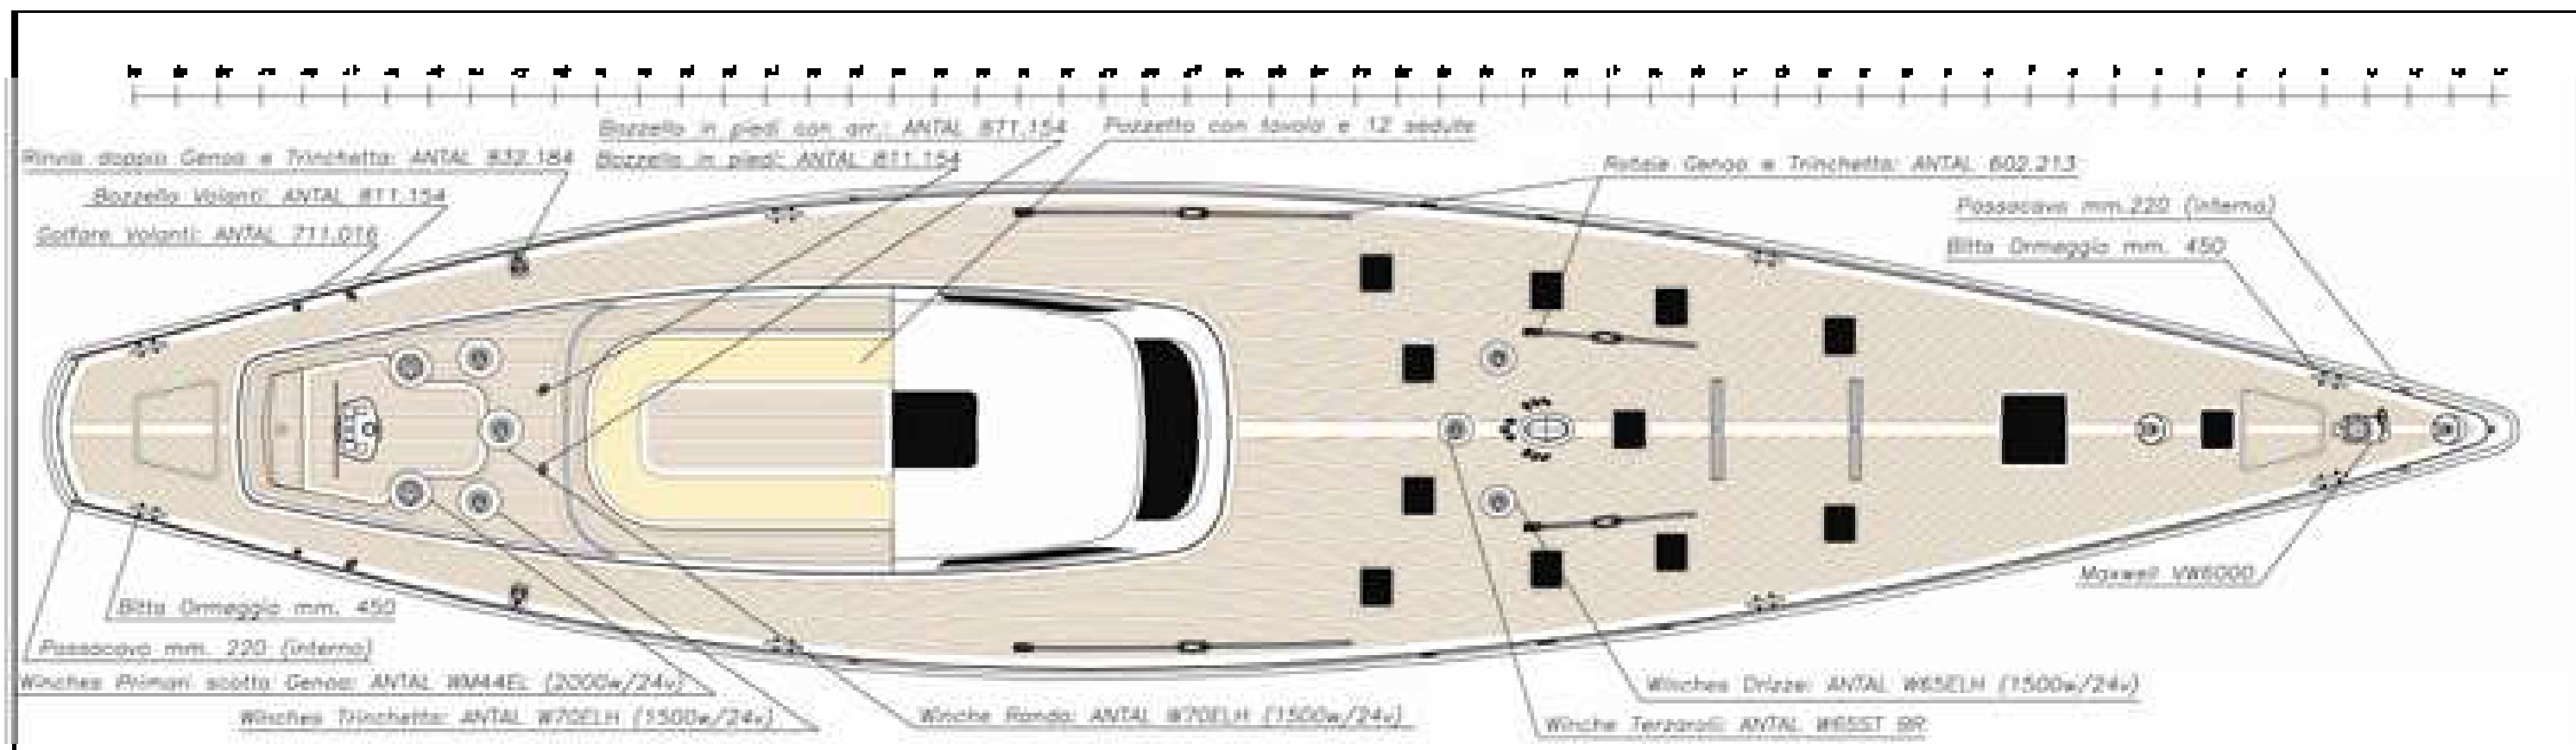 Bozzello in piedi con arr.: ANTAL 871.154
Pozzetto con tavolo e 12 sedute
Rinvio doppio Genoa e Trinchetta: ANTAL 832.184
Bozzello in piedi: ANTAL 811.154
Rotaie Genoa e Trinchetta: ANTAL 602.213
Bozzello Volanti: ANTAL 811.154
Passacavo mm.220 (interno)
Golfare Volanti: ANTAL 711.016
Bitta Ormeggio mm. 450
Maxwell VW6000
Bitta Ormeggio mm. 450
Passacavo mm. 220 (interno)
Winches Primari scotta Genoa: ANTAL WM44EL (2000w/24v)
Winches Drizze: ANTAL W65ELH (1500w/24v)
Winches Trinchetta: ANTAL W70ELH (1500w/24v)
Winche Randa: ANTAL W70ELH (1500w/24v)
Winche Terzaroli: ANTAL W65ST BR